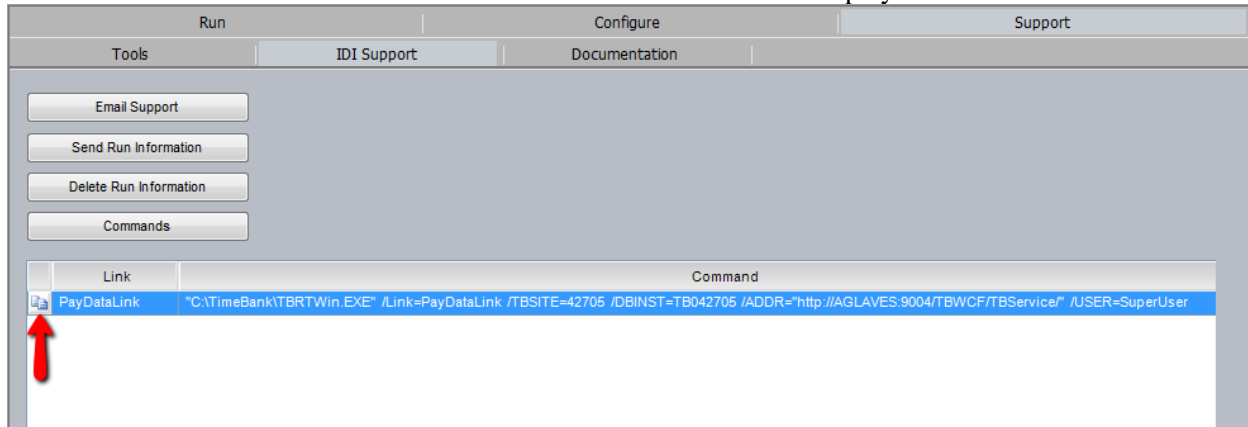 Run Configure Support
Tools IDI Support Documentation
Email Support
Send Run Information
Delete Run Information
Commands
Link Command
PayDataLink "C:\TimeBank\TBRTWin.EXE" /Link=PayDataLink /TBSITE=42705 /DBINST=TB042705 /ADDR="http://AGLAVES:9004/TBWCF/TBService/" /USER=SuperUser